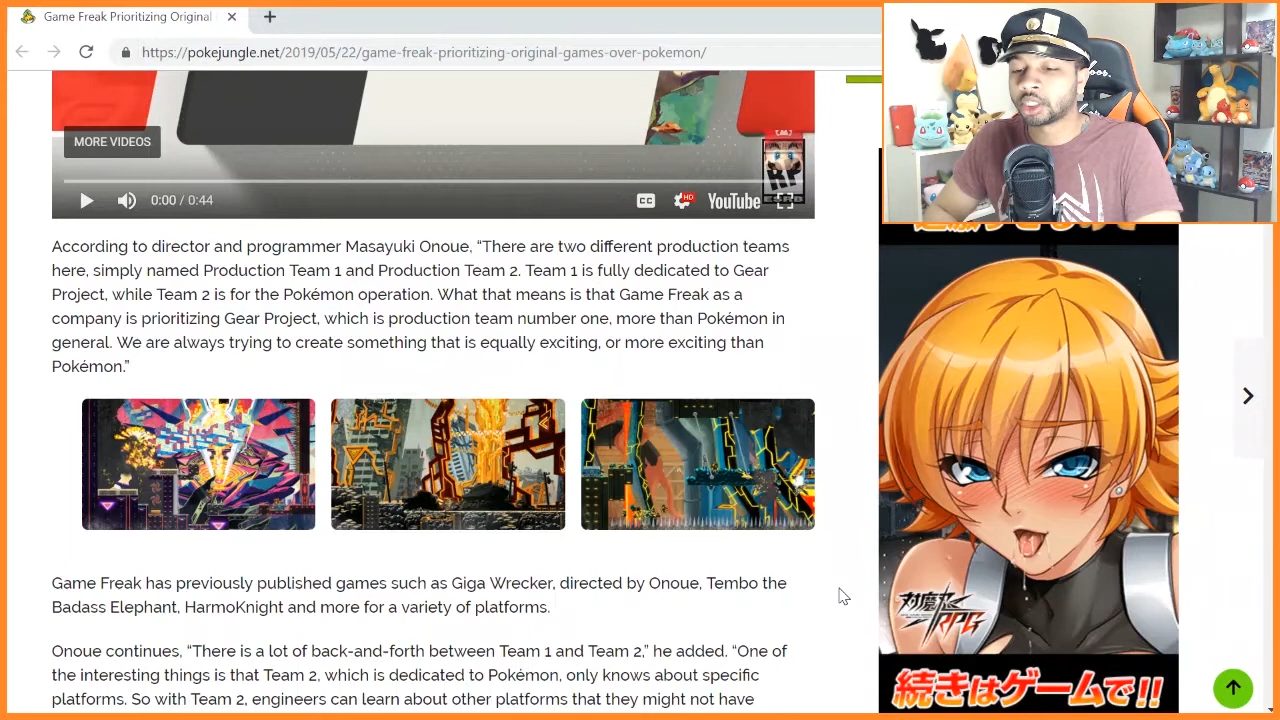 Game Freak Prioritizing Original
https://pokejungle.net/2019/05/22/game-freak-prioritizing-original-games-over-pokemon/
MORE VIDEOS
0:00 / 0:44
CC
HD
YouTube
According to director and programmer Masayuki Onoue, “There are two different production teams
here, simply named Production Team 1 and Production Team 2. Team 1 is fully dedicated to Gear
Project, while Team 2 is for the Pokémon operation. What that means is that Game Freak as a
company is prioritizing Gear Project, which is production team number one, more than Pokémon in
general. We are always trying to create something that is equally exciting, or more exciting than
Pokémon.”
Game Freak has previously published games such as Giga Wrecker, directed by Onoue, Tembo the
Badass Elephant, HarmoKnight and more for a variety of platforms.
Onoue continues, “There is a lot of back-and-forth between Team 1 and Team 2,” he added. “One of
the interesting things is that Team 2, which is dedicated to Pokémon, only knows about specific
platforms. So with Team 1, engineers can learn about other platforms that they might not have
対魔忍RPG
続きはゲームで!!